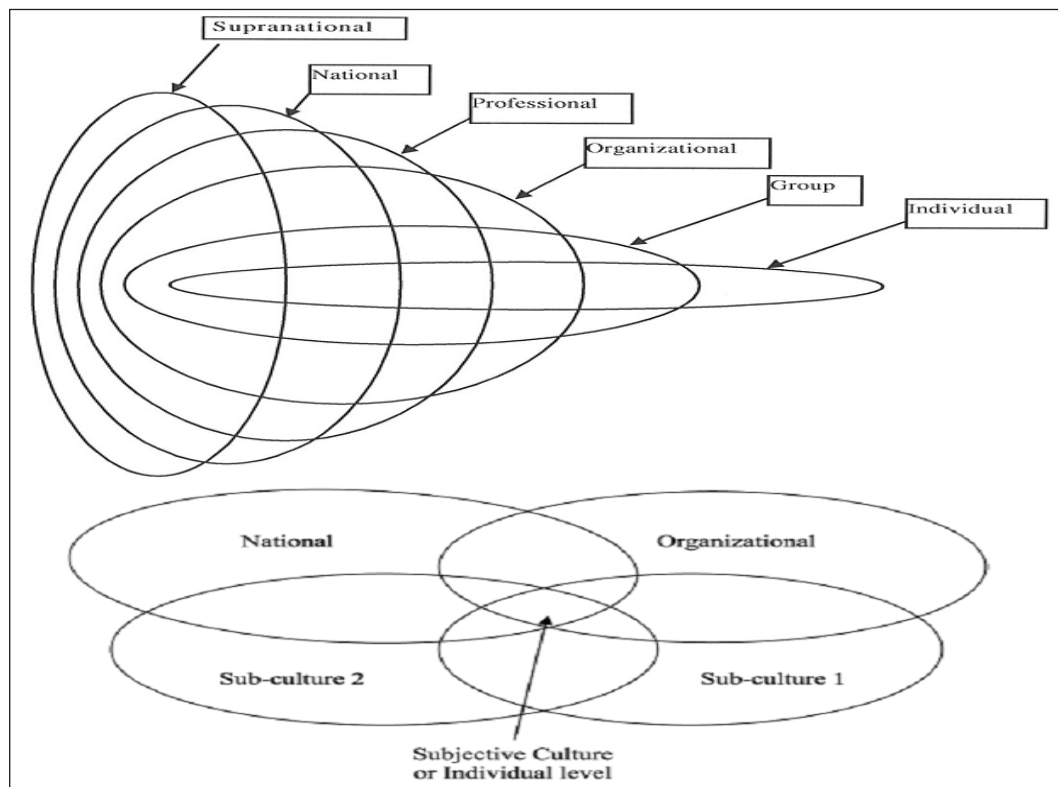 Supranational
National
Professional
Organizational
Group
Individual
National
Organizational
Sub-culture 2
Sub-culture 1
Subjective Culture
or Individual level